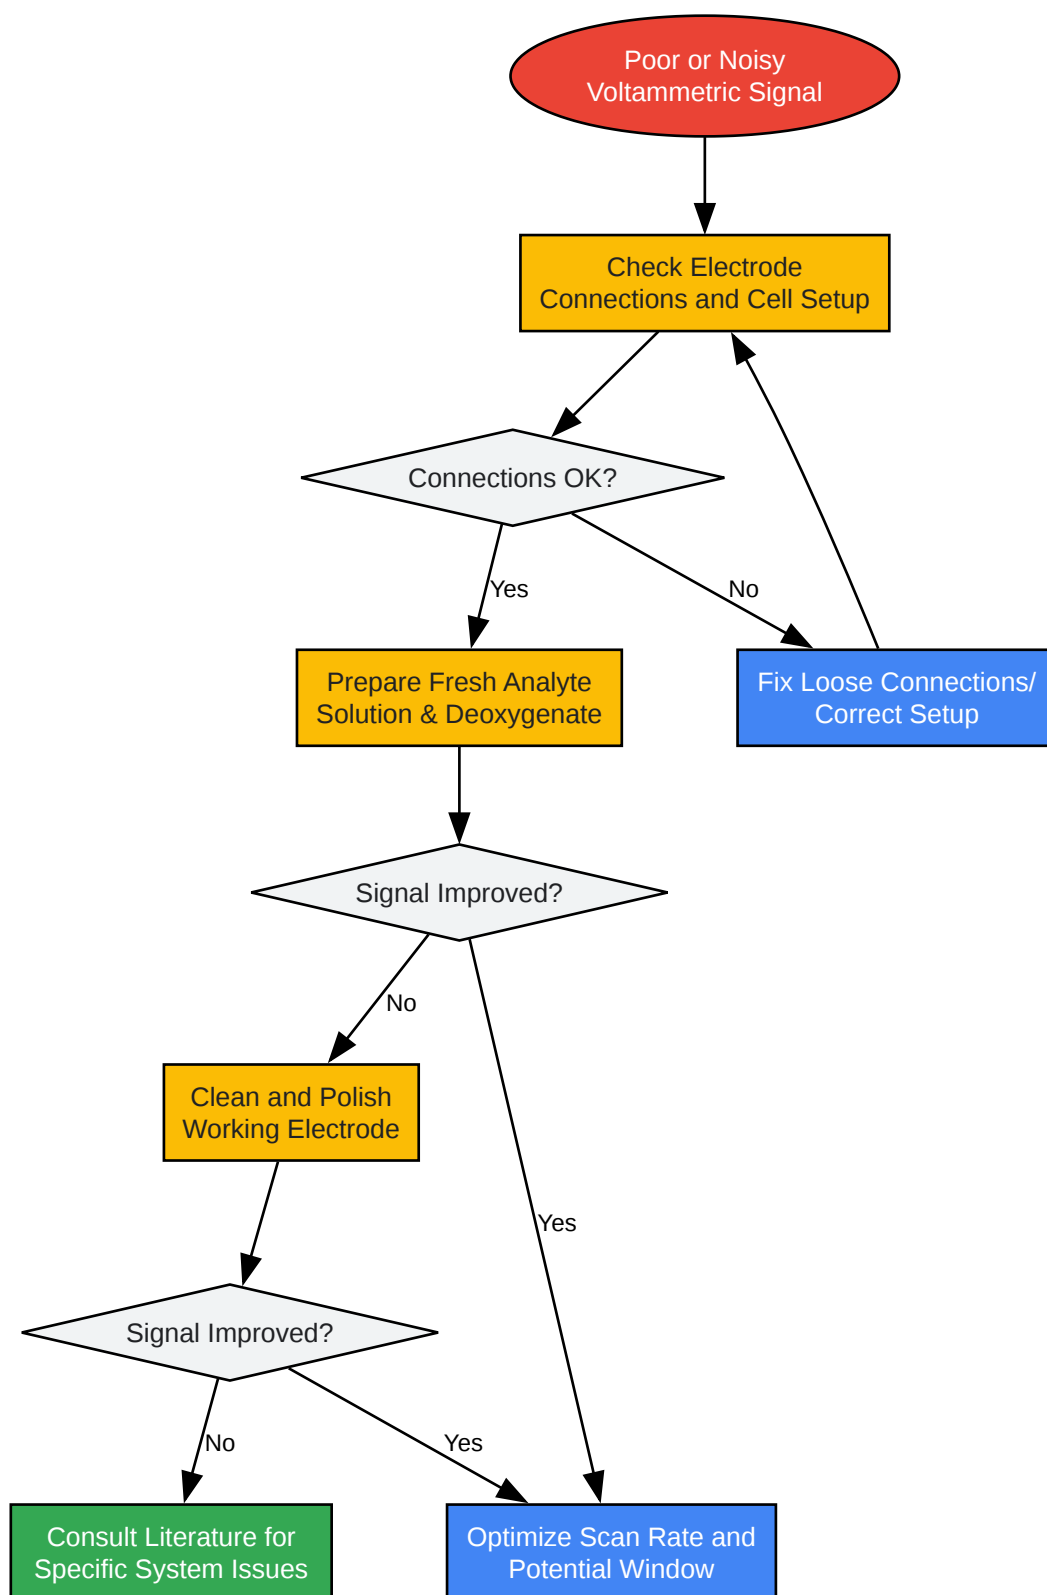 Poor or Noisy
Voltammetric Signal
Check Electrode
Connections and Cell Setup
Connections OK?
Yes
No
Prepare Fresh Analyte
Solution & Deoxygenate
Fix Loose Connections/
Correct Setup
Signal Improved?
No
Clean and Polish
Working Electrode
Yes
Signal Improved?
No
Yes
Consult Literature for
Specific System Issues
Optimize Scan Rate and
Potential Window